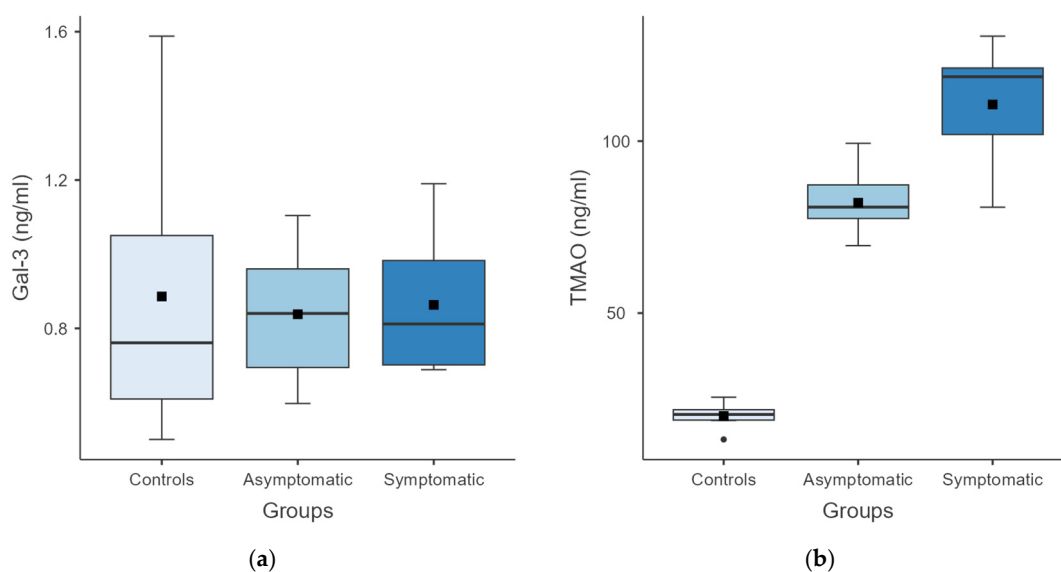 Gal-3 (ng/ml)
1.6
1.2
0.8
Controls Asymptomatic Symptomatic
Groups
(a)
TMAO (ng/ml)
100
50
Controls Asymptomatic Symptomatic
Groups
(b)